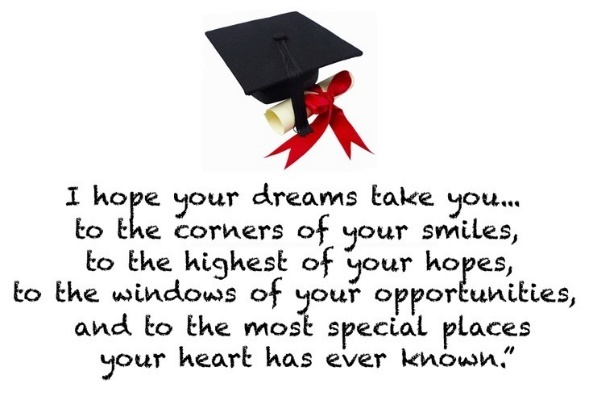 I hope your dreams take you...
to the corners of your smiles,
to the highest of your hopes,
to the windows of your opportunities,
and to the most special places
your heart has ever known.”